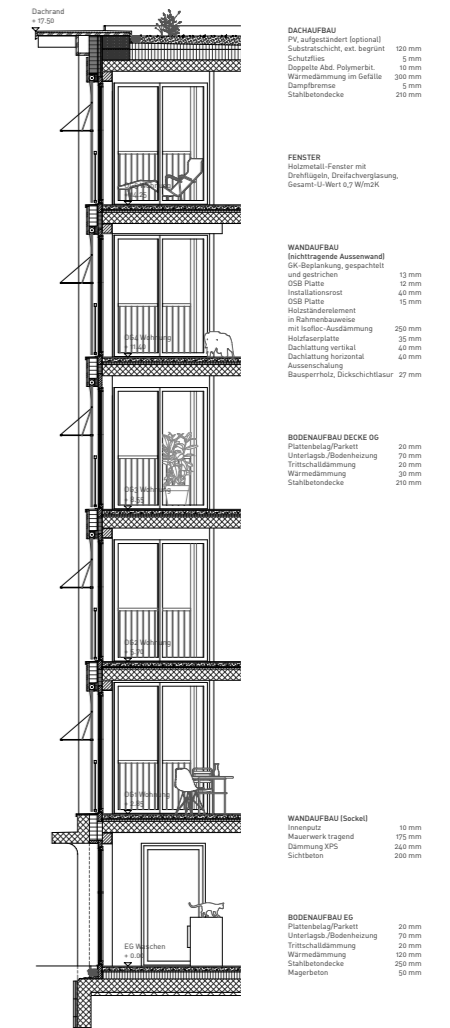 Dachrand
+ 17.50
DACHAUFBAU
PV, aufgeständert (optional)
Substratschicht, ext. begrünt 120 mm
Schutzflies 5 mm
Doppelte Abd. Polymerbit. 10 mm
Wärmedämmung im Gefälle 300 mm
Dampfbremse 5 mm
Stahlbetondecke 210 mm
FENSTER
Holzmetall-Fenster mit
Drehflügeln, Dreifachverglasung,
Gesamt-U-Wert 0,7 W/m2K
WANDAUFBAU
(nichttragende Aussenwand)
GK-Beplankung, gespachtelt
und gestrichen 13 mm
OSB Platte 12 mm
Installationsrost 40 mm
OSB Platte 15 mm
Holzständerelement
in Rahmenbauweise
mit Isofloc-Ausdämmung 250 mm
Holzfaserplatte 35 mm
Dachlattung vertikal 40 mm
Dachlattung horizontal 40 mm
Aussenschalung
Bausperrholz, Dickschichtlasur 27 mm
OG4 Wohnung
+ 11.40
BODENAUFBAU DECKE OG
Plattenbelag/Parkett 20 mm
Unterlagsb./Bodenheizung 70 mm
Trittschalldämmung 20 mm
Wärmedämmung 30 mm
Stahlbetondecke 210 mm
OG3 Wohnung
+ 8.55
OG2 Wohnung
+ 5.70
OG1 Wohnung
+ 2.85
WANDAUFBAU (Sockel)
Innenputz 10 mm
Mauerwerk tragend 175 mm
Dämmung XPS 240 mm
Sichtbeton 200 mm
EG Waschen
+ 0.00
BODENAUFBAU EG
Plattenbelag/Parkett 20 mm
Unterlagsb./Bodenheizung 70 mm
Trittschalldämmung 20 mm
Wärmedämmung 120 mm
Stahlbetondecke 250 mm
Magerbeton 50 mm